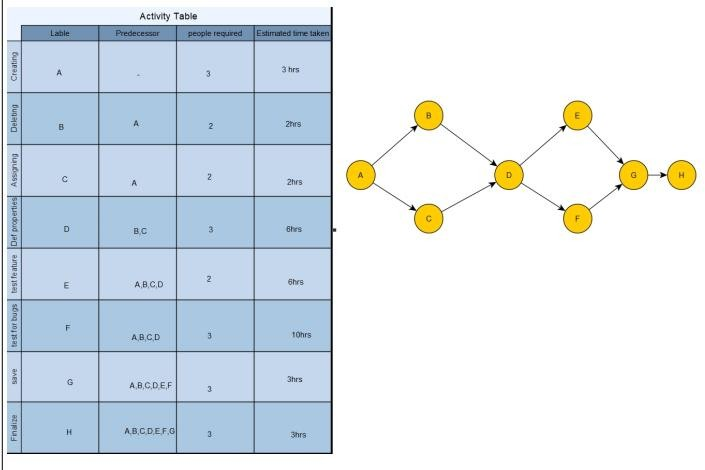 Activity Table
Lable Predecessor people required Estimated time taken
Creating A - 3 3 hrs
Deleting B A 2 2hrs
Assigning C A 2 2hrs
Def properties D B,C 3 6hrs
test feature E A,B,C,D 2 6hrs
test for bugs F A,B,C,D 3 10hrs
save G A,B,C,D,E,F 3 3hrs
Finalize H A,B,C,D,E,F,G 3 3hrs
B E
A D G H
C F